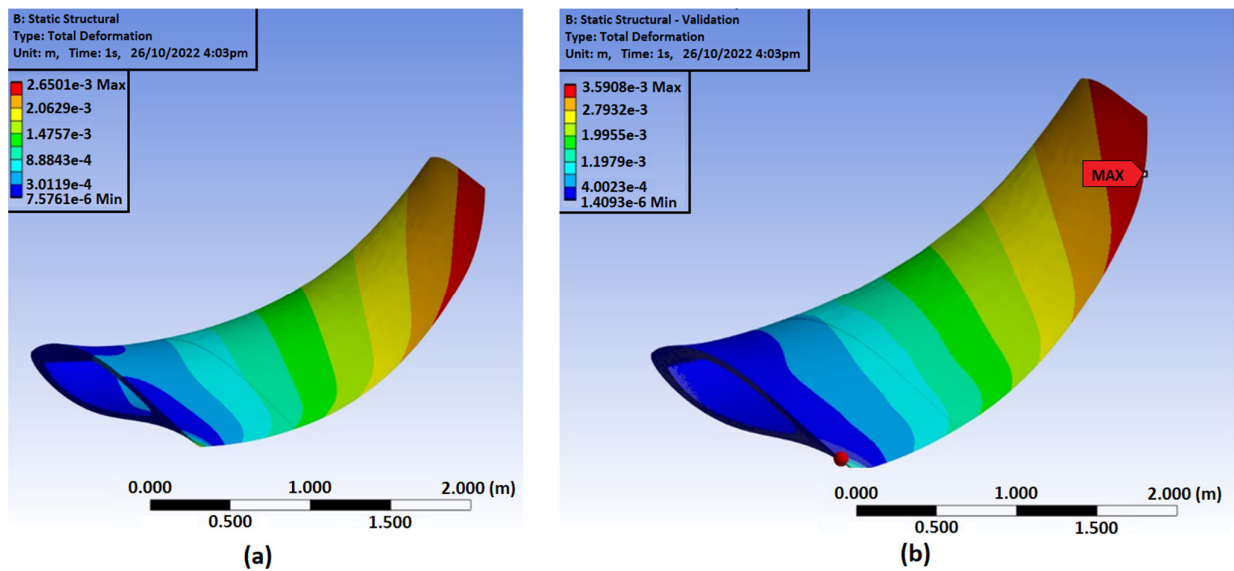 B: Static Structural
Type: Total Deformation
Unit: m, Time: 1s, 26/10/2022 4:03pm
2.6501e-3 Max
2.0629e-3
1.4757e-3
8.8843e-4
3.0119e-4
7.5761e-6 Min
0.000 1.000 2.000 (m)
0.500 1.500
(a)
B: Static Structural - Validation
Type: Total Deformation
Unit: m, Time: 1s, 26/10/2022 4:03pm
3.5908e-3 Max
2.7932e-3
1.9955e-3
1.1979e-3
4.0023e-4
1.4093e-6 Min
MAX
0.000 1.000 2.000 (m)
0.500 1.500
(b)